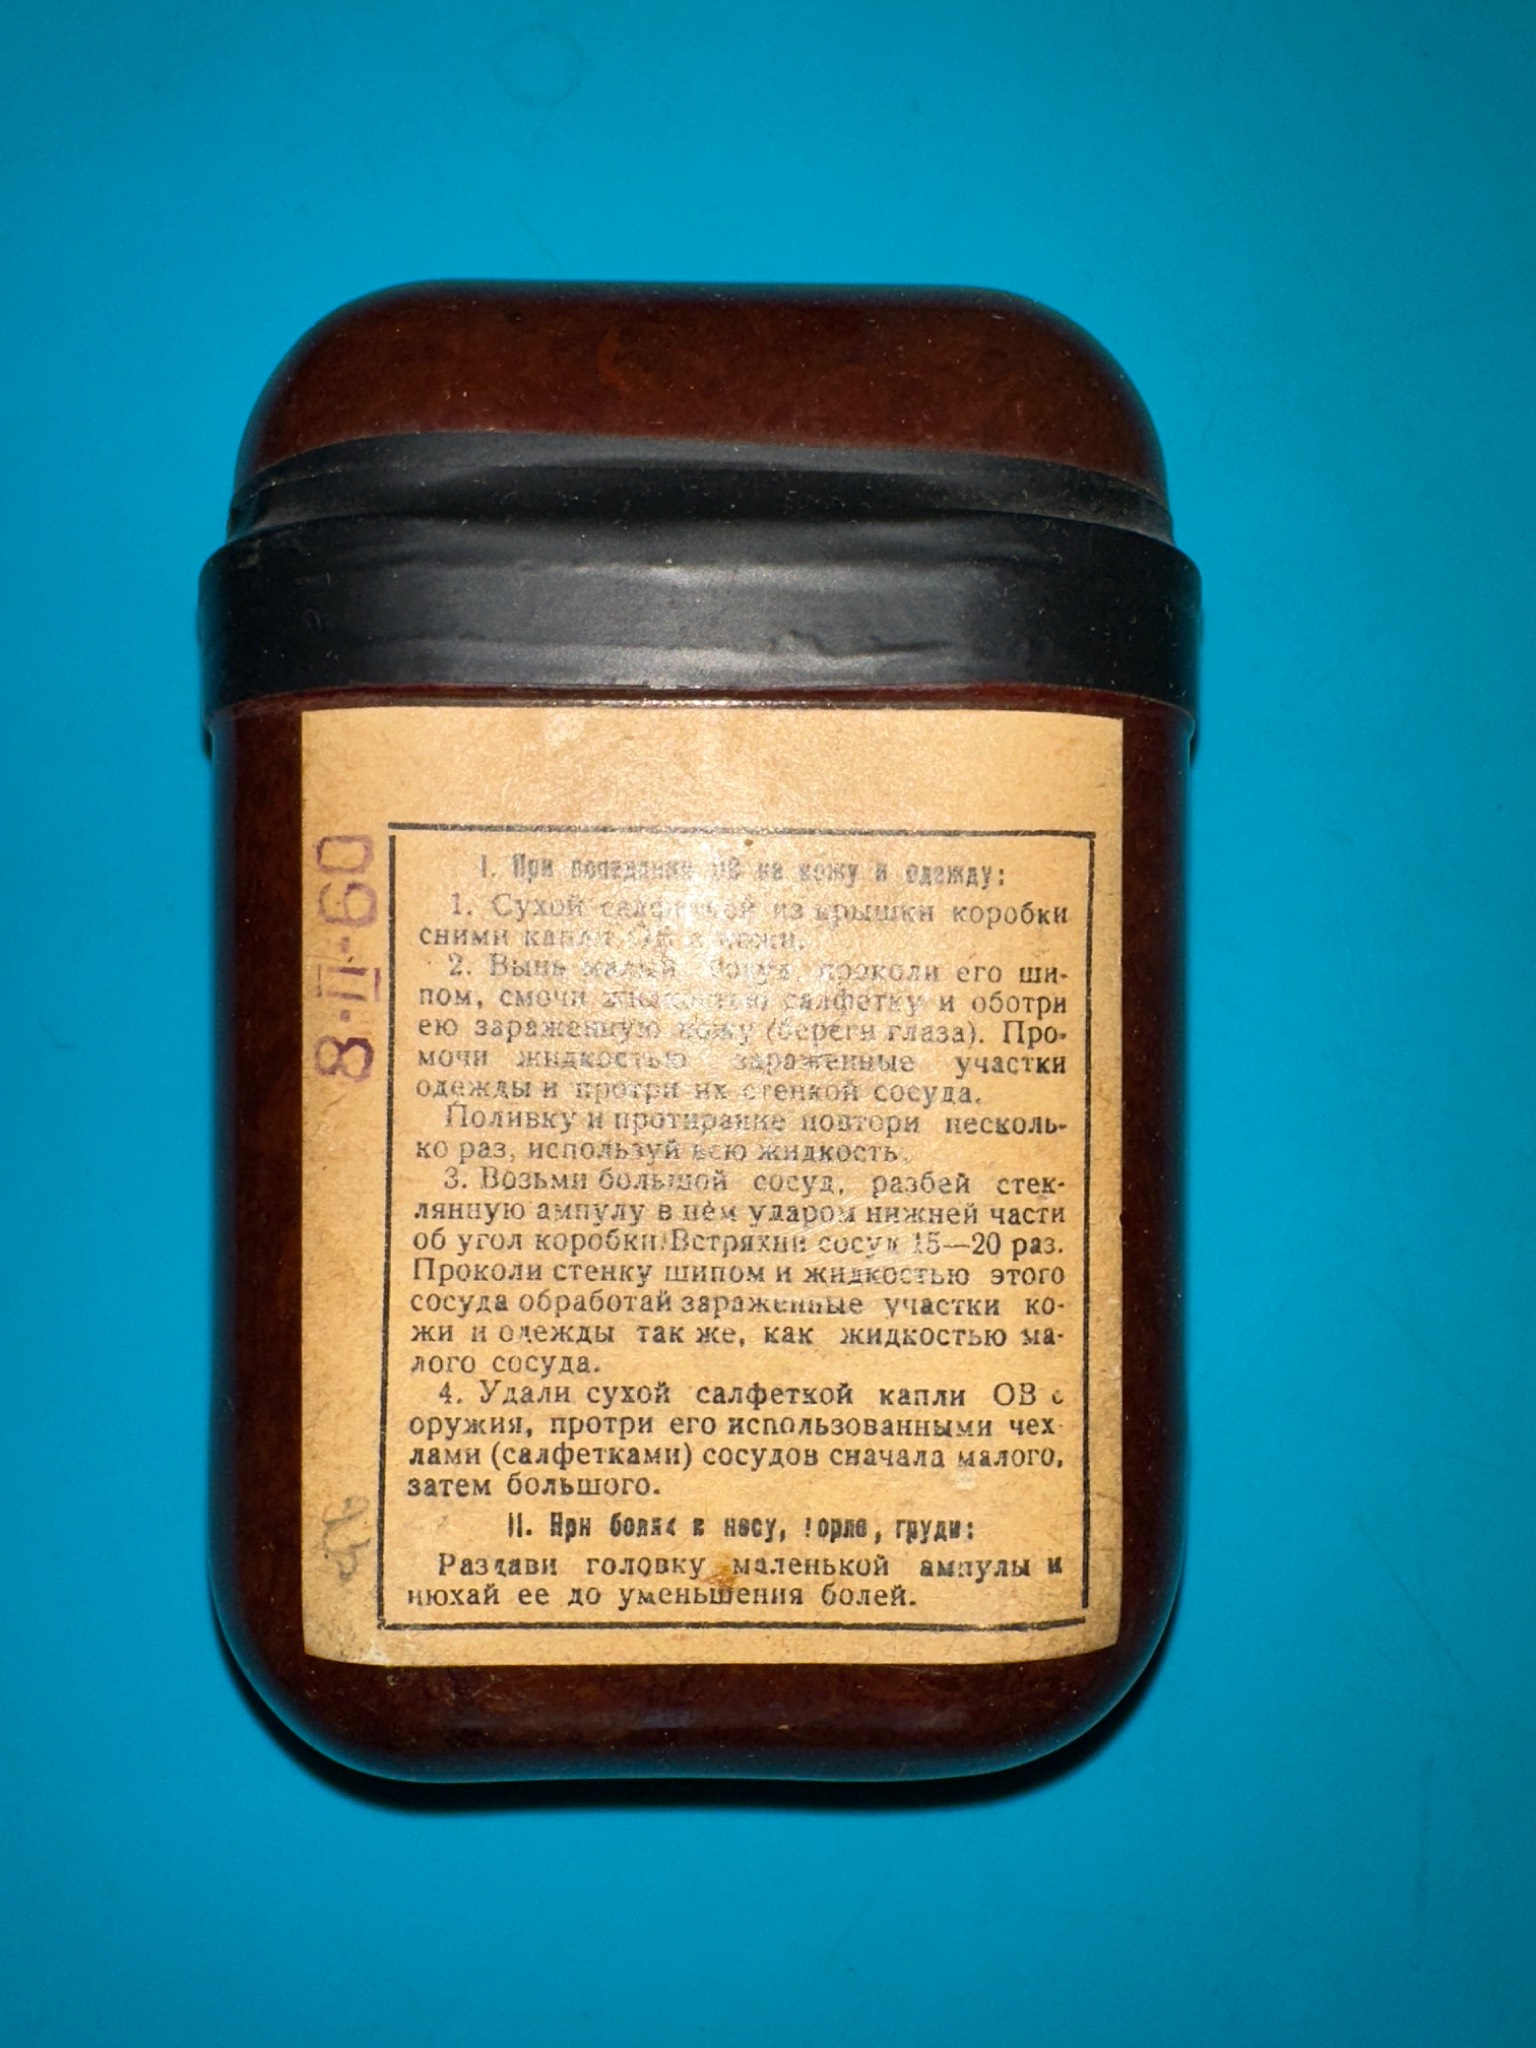 8·II-60
I. При попадании ОВ на кожу и одежду:
1. Сухой салфеткой из крышки коробки
сними капли ОВ с кожи.
2. Вынь малый сосуд, проколи его ши-
пом, смочи жидкостью салфетку и оботри
ею зараженную кожу (береги глаза). Про-
мочи жидкостью зараженные участки
одежды и протри их стенкой сосуда.
Поливку и протирание повтори несколь-
ко раз, используй всю жидкость.
3. Возьми большой сосуд, разбей стек-
лянную ампулу в нём ударом нижней части
об угол коробки. Встряхни сосуд 15—20 раз.
Проколи стенку шипом и жидкостью этого
сосуда обработай зараженные участки ко-
жи и одежды так же, как жидкостью ма-
лого сосуда.
4. Удали сухой салфеткой капли ОВ с
оружия, протри его использованными чех-
лами (салфетками) сосудов сначала малого,
затем большого.
II. При болях в носу, горле, груди:
Раздави головку маленькой ампулы и
нюхай ее до уменьшения болей.